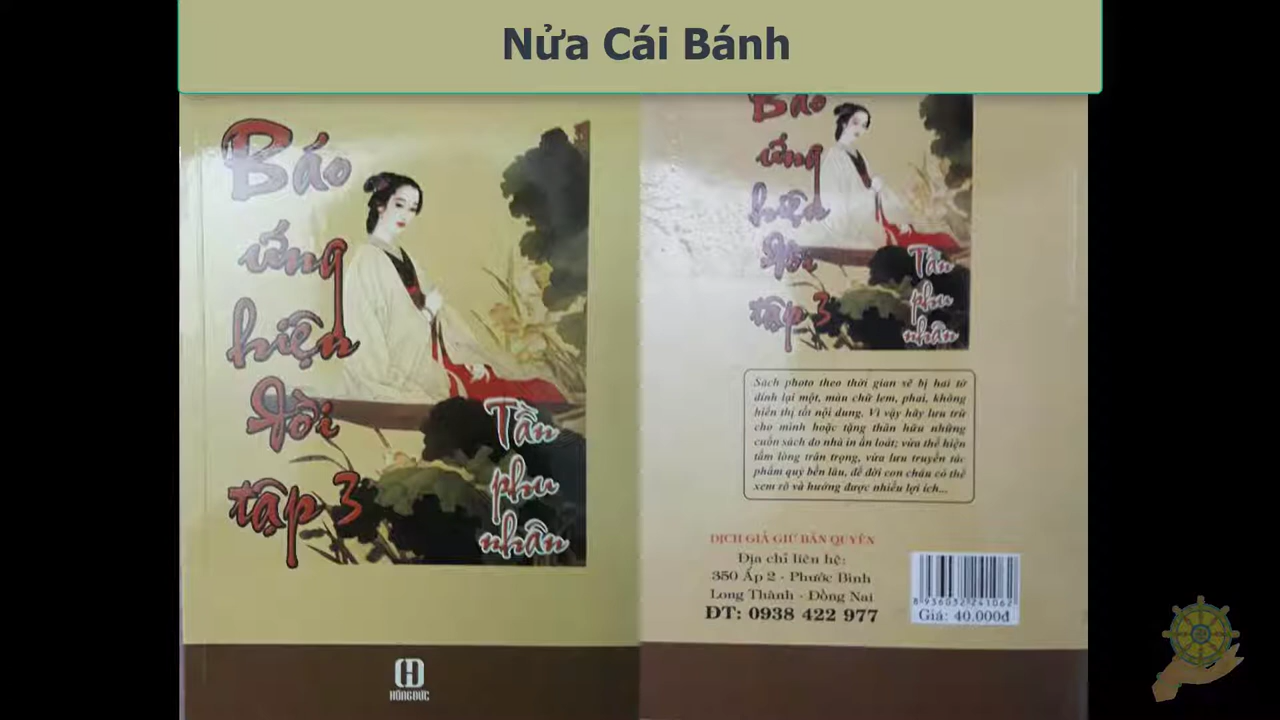 Nửa Cái Bánh
Báo
ứng
hiện
đời
tập 3
Tần
phu
nhân
HỒNG ĐỨC
Báo
ứng
hiện
đời
tập 3
Tần
phu
nhân
Sách photo theo thời gian sẽ bị hai tờ
dính lại một, màu chữ lem, phai, không
hiển thị tốt nội dung. Vì vậy hãy lưu trữ
cho mình hoặc tặng thân hữu những
cuốn sách do nhà in ấn loát; vừa thể hiện
tấm lòng trân trọng, vừa lưu truyền tác
phẩm quý bền lâu, để đời con cháu có thể
xem rõ và hưởng được nhiều lợi ích...
DỊCH GIẢ GIỮ BẢN QUYỀN
Địa chỉ liên hệ:
350 Ấp 2 - Phước Bình
Long Thành - Đồng Nai
ĐT: 0938 422 977
8 936032 241062
Giá: 40.000đ